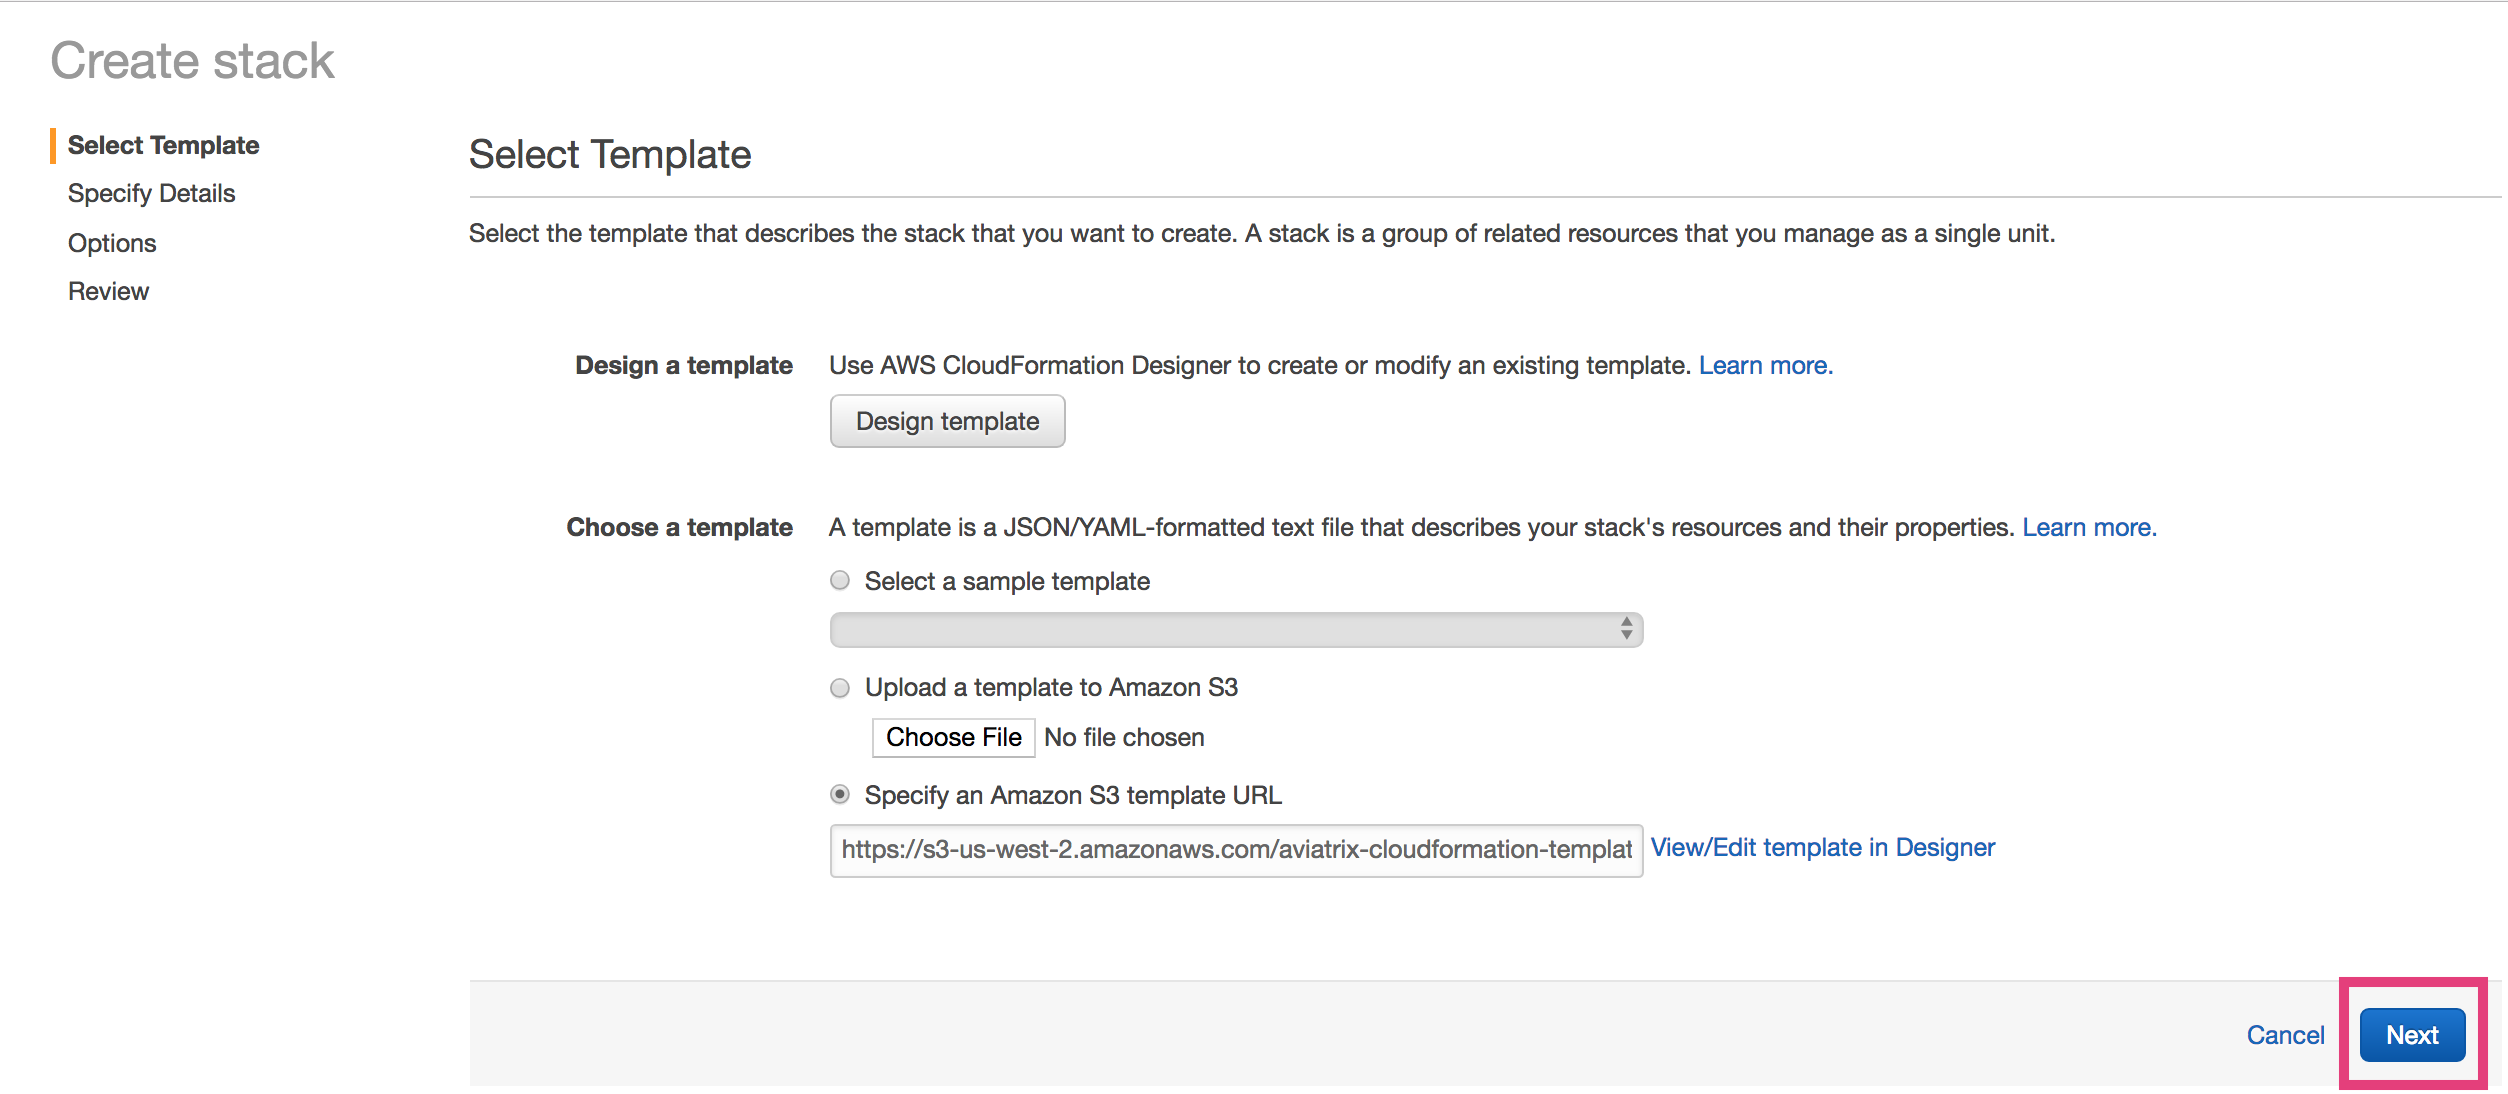 Create stack
Select Template
Specify Details
Options
Review
Select Template
Select the template that describes the stack that you want to create. A stack is a group of related resources that you manage as a single unit.
Design a template Use AWS CloudFormation Designer to create or modify an existing template. Learn more.
Design template
Choose a template A template is a JSON/YAML-formatted text file that describes your stack's resources and their properties. Learn more.
Select a sample template
Upload a template to Amazon S3
Choose File No file chosen
Specify an Amazon S3 template URL
https://s3-us-west-2.amazonaws.com/aviatrix-cloudformation-templat View/Edit template in Designer
Cancel Next